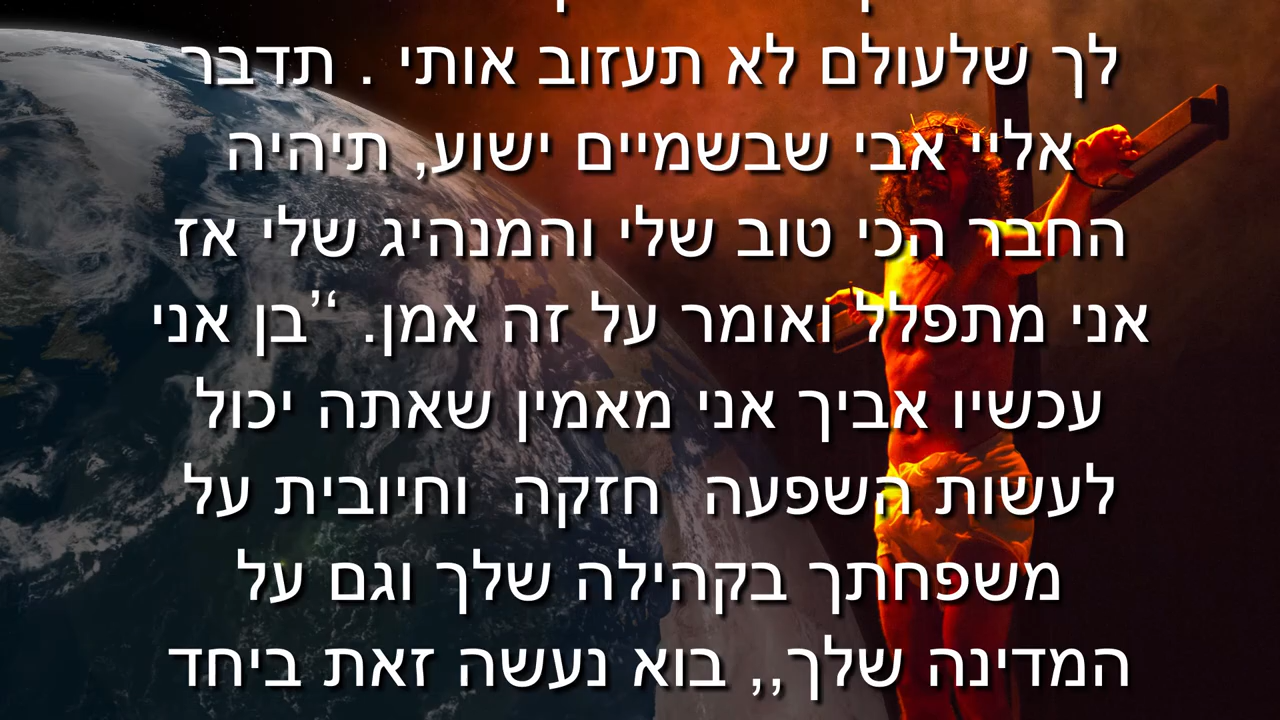 לך שלעולם לא תעזוב אותי . תדבר
אליי אבי שבשמיים ישוע, תיהיה
החבר הכי טוב שלי והמנהיג שלי אז
אני מתפלל ואומר על זה אמן. ‘’בן אני
עכשיו אביך אני מאמין שאתה יכול
לעשות השפעה  חזקה  וחיובית על
משפחתך בקהילה שלך וגם על
המדינה שלך,, בוא נעשה זאת ביחד